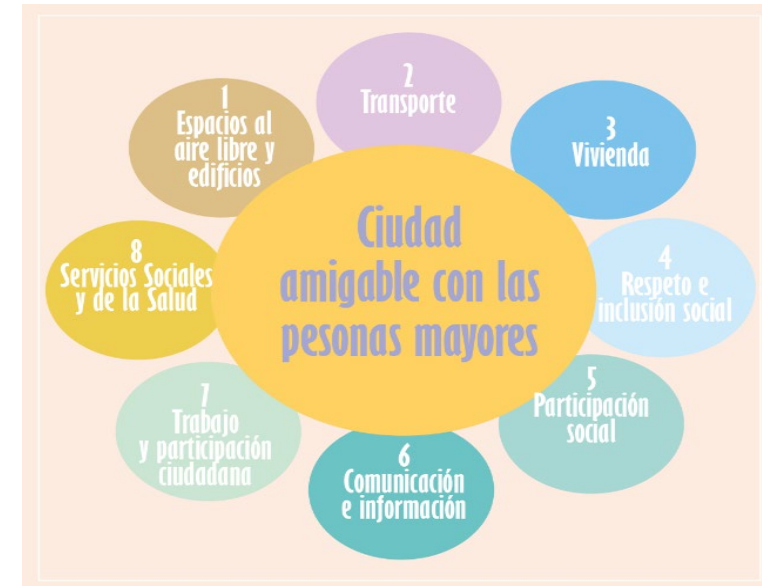 1
Espacios al
aire libre y
edificios
2
Transporte
3
Vivienda
4
Respeto e
inclusión social
5
Participación
social
6
Comunicación
e información
7
Trabajo
y participación
ciudadana
8
Servicios Sociales
y de la Salud
Ciudad
amigable con las
pesonas mayores